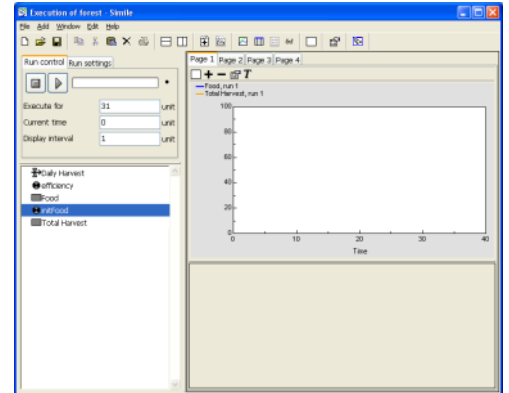 Execution of forest - Simile
File Add Window Edit Help
Run control Run settings
Execute for 31 unit
Current time 0 unit
Display interval 1 unit
Daily Harvest
efficiency
Food
initFood
Total Harvest
Page 1 Page 2 Page 3 Page 4
Food, run 1
Total Harvest, run 1
100
80
60
40
20
0
0 10 20 30 40
Time